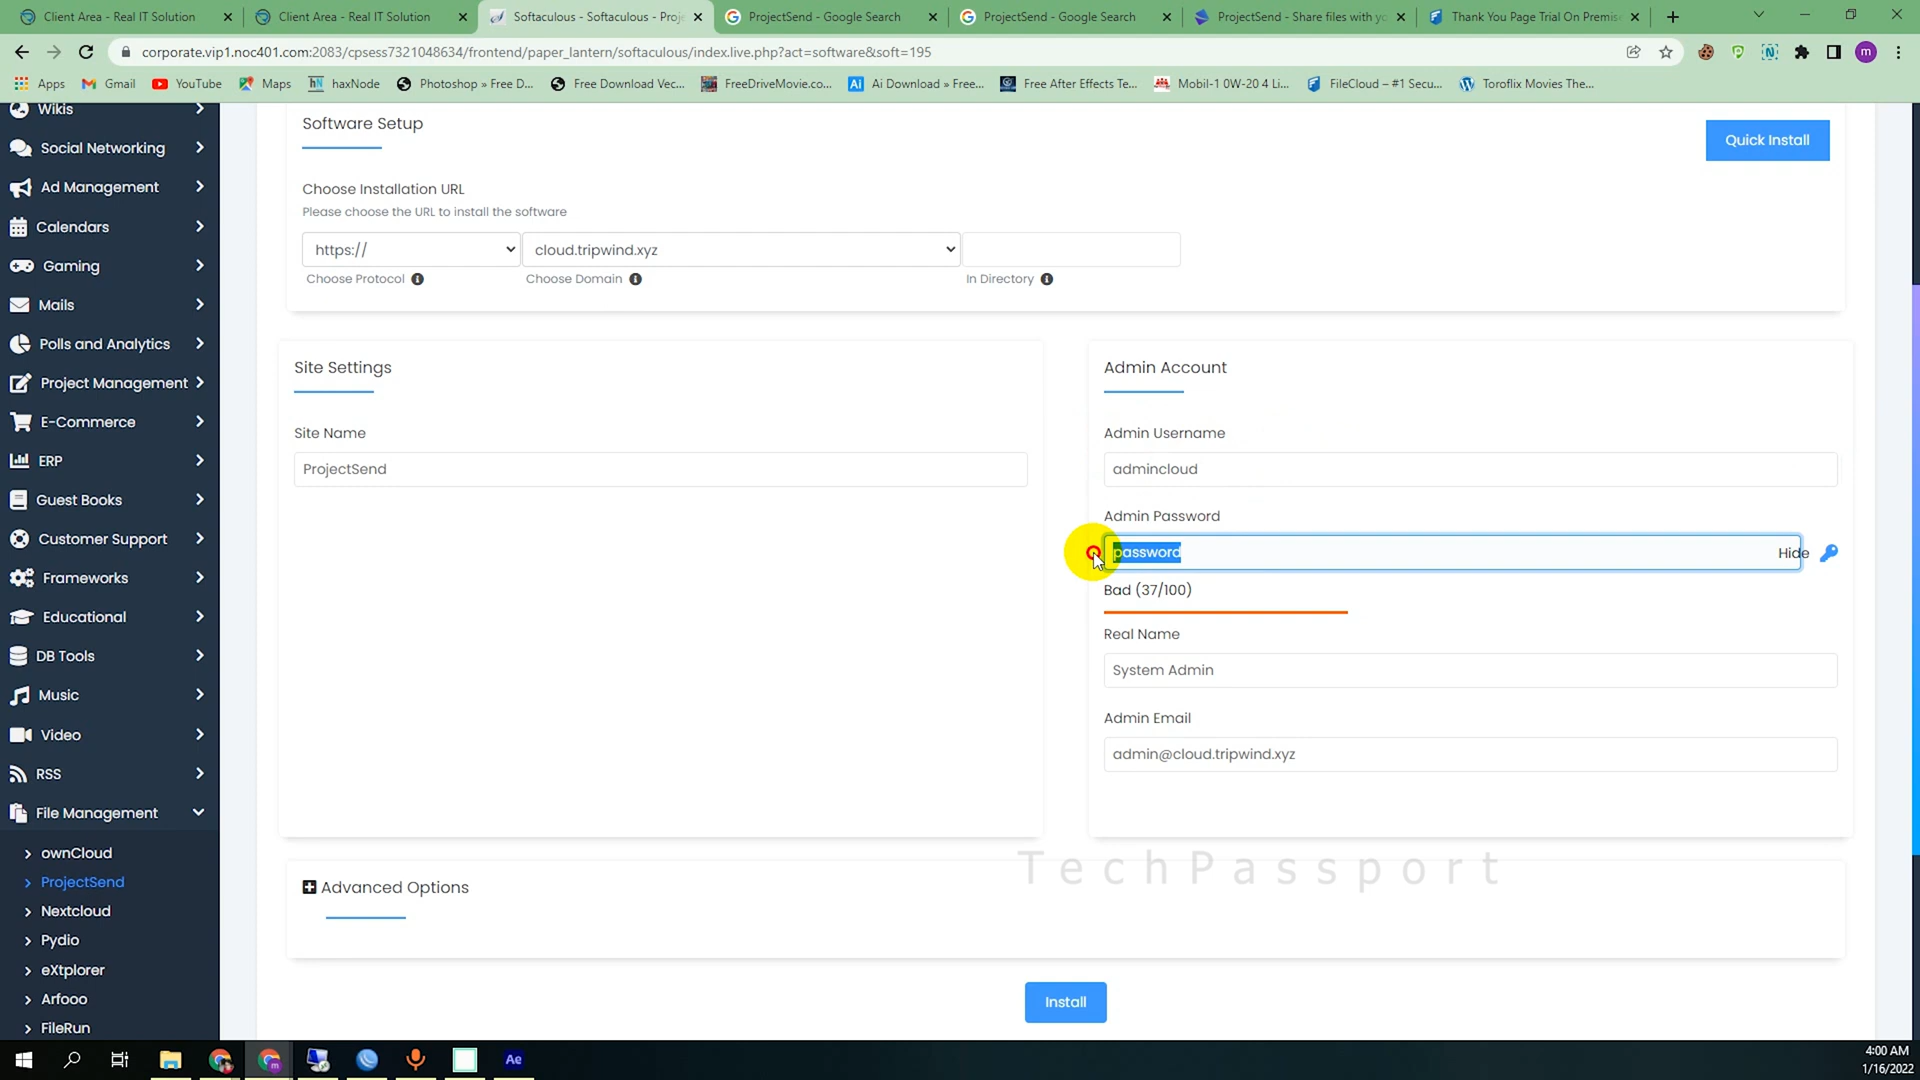 Client Area - Real IT Solution
Client Area - Real IT Solution
Softaculous - Softaculous - Proje
ProjectSend - Google Search
ProjectSend - Google Search
ProjectSend - Share files with yo
Thank You Page Trial On Premise
corporate.vip1.noc401.com:2083/cpsess7321048634/frontend/paper_lantern/softaculous/index.live.php?act=software&soft=195
m
Apps
Gmail
YouTube
Maps
haxNode
Photoshop » Free D...
Free Download Vec...
FreeDriveMovie.co...
Ai Download » Free...
Free After Effects Te...
Mobil-1 0W-20 4 Li...
FileCloud – #1 Secu...
Toroflix Movies The...
Wikis
Social Networking
Ad Management
Calendars
Gaming
Mails
Polls and Analytics
Project Management
E-Commerce
ERP
Guest Books
Customer Support
Frameworks
Educational
DB Tools
Music
Video
RSS
File Management
ownCloud
ProjectSend
Nextcloud
Pydio
eXtplorer
Arfooo
FileRun
Software Setup
Quick Install
Choose Installation URL
Please choose the URL to install the software
https://
cloud.tripwind.xyz
Choose Protocol
Choose Domain
In Directory
Site Settings
Site Name
ProjectSend
Admin Account
Admin Username
admincloud
Admin Password
password
Hide
Bad (37/100)
Real Name
System Admin
Admin Email
admin@cloud.tripwind.xyz
TechPassport
Advanced Options
Install
Ae
4:00 AM
1/16/2022